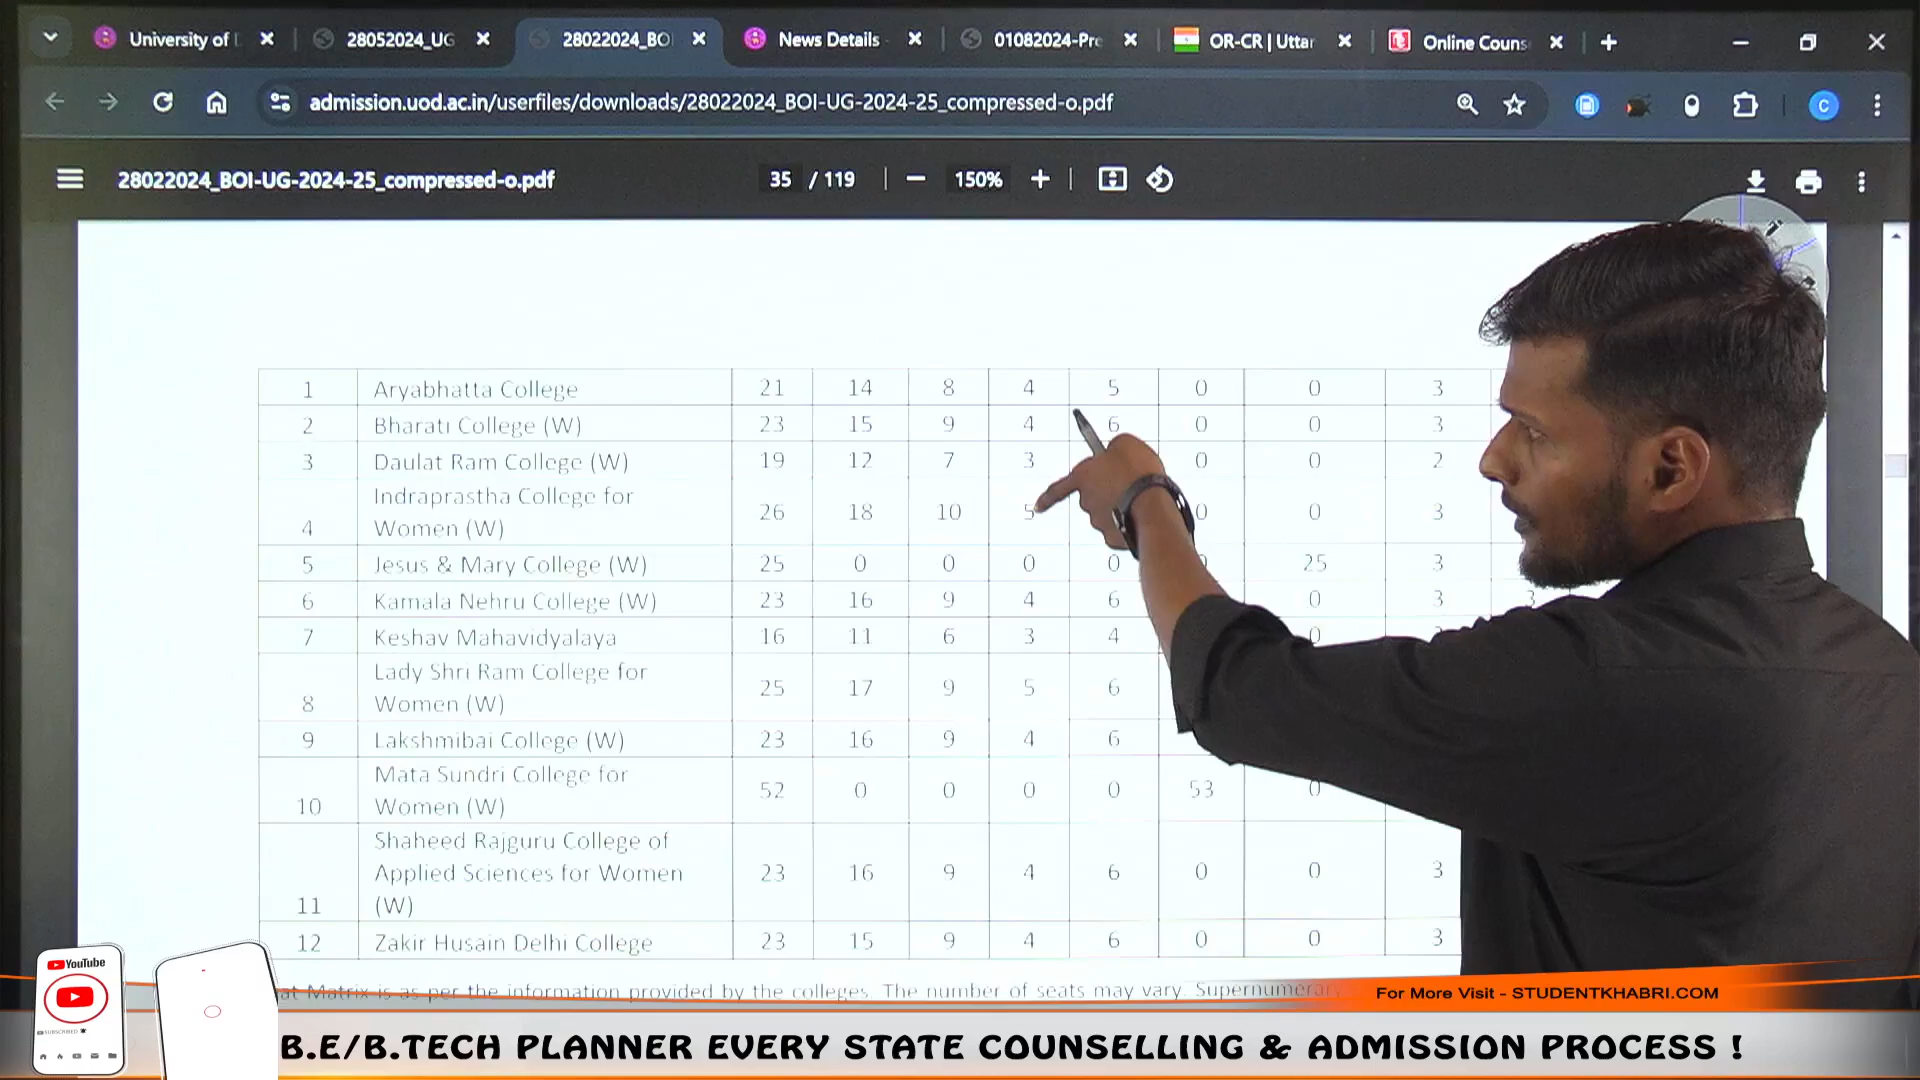 University of
28052024_UG
28022024_BO
News Details
01082024-Pre
OR-CR | Uttar
Online Couns
admission.uod.ac.in/userfiles/downloads/28022024_BOI-UG-2024-25_compressed-o.pdf
C
28022024_BOI-UG-2024-25_compressed-o.pdf
35 / 119
150%
1 Aryabhatta College 21 14 8 4 5 0 0 3
2 Bharati College (W) 23 15 9 4 6 0 0 3
3 Daulat Ram College (W) 19 12 7 3 0 0 2
Indraprastha College for
4 Women (W) 26 18 10 5 0 0 3
5 Jesus & Mary College (W) 25 0 0 0 0 25 3
6 Kamala Nehru College (W) 23 16 9 4 6 0 3 3
7 Keshav Mahavidyalaya 16 11 6 3 4 0
Lady Shri Ram College for
8 Women (W) 25 17 9 5 6
9 Lakshmibai College (W) 23 16 9 4 6
Mata Sundri College for
10 Women (W) 52 0 0 0 0 53 0
Shaheed Rajguru College of
Applied Sciences for Women
11 (W) 23 16 9 4 6 0 0 3
12 Zakir Husain Delhi College 23 15 9 4 6 0 0 3
at Matrix is as per the information provided by the colleges. The number of seats may vary. Supernumerary
For More Visit - STUDENTKHABRI.COM
YouTube
SUBSCRIBED
B.E/B.TECH PLANNER EVERY STATE COUNSELLING & ADMISSION PROCESS !